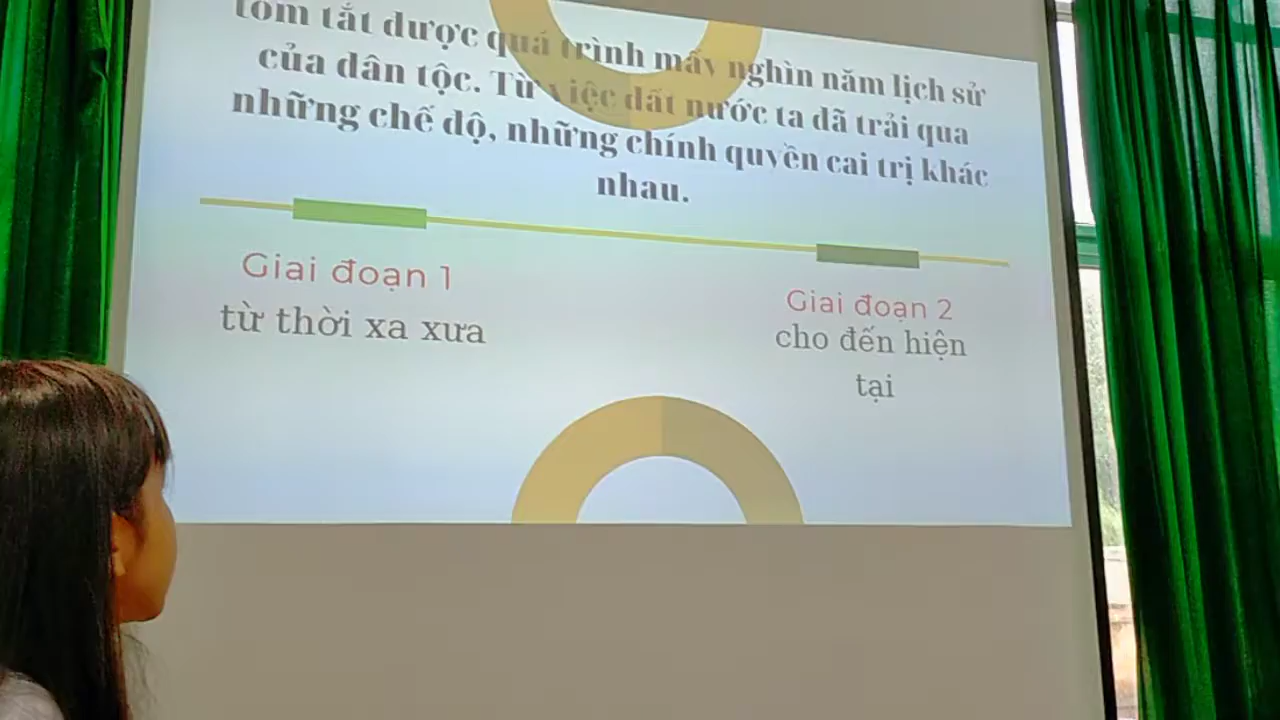 tóm tắt được quá trình mấy nghìn năm lịch sử
của dân tộc. Từ việc đất nước ta đã trải qua
những chế độ, những chính quyền cai trị khác
nhau.
Giai đoạn 1
từ thời xa xưa
Giai đoạn 2
cho đến hiện
tại